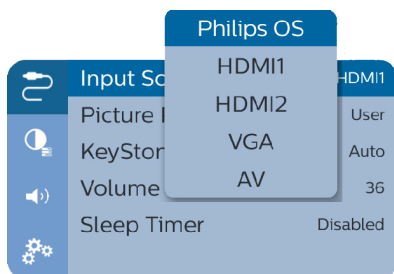 Philips OS
HDMI1
HDMI2
VGA
AV
Input So HDMI1
Picture User
KeySton Auto
Volume 36
Sleep Timer Disabled